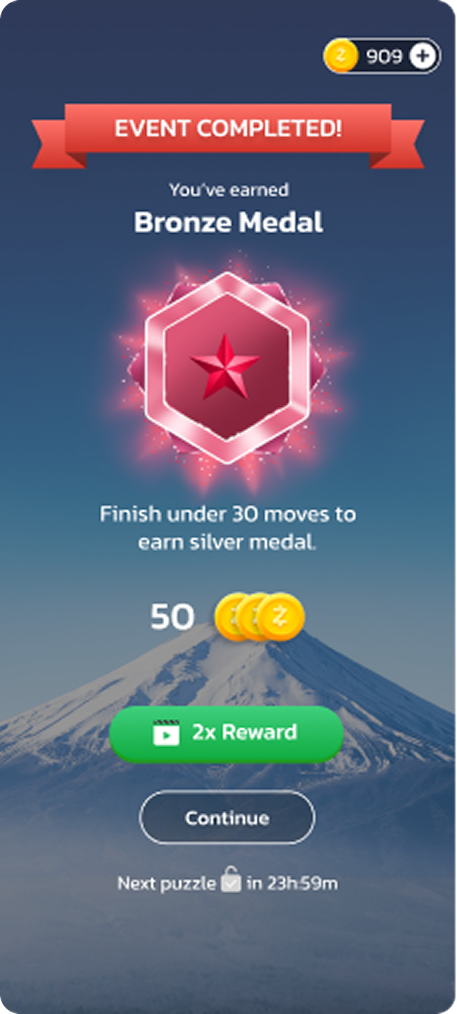 909
EVENT COMPLETED!
You've earned
Bronze Medal
Finish under 30 moves to
earn silver medal.
50
2x Reward
Continue
Next puzzle in 23h:59m